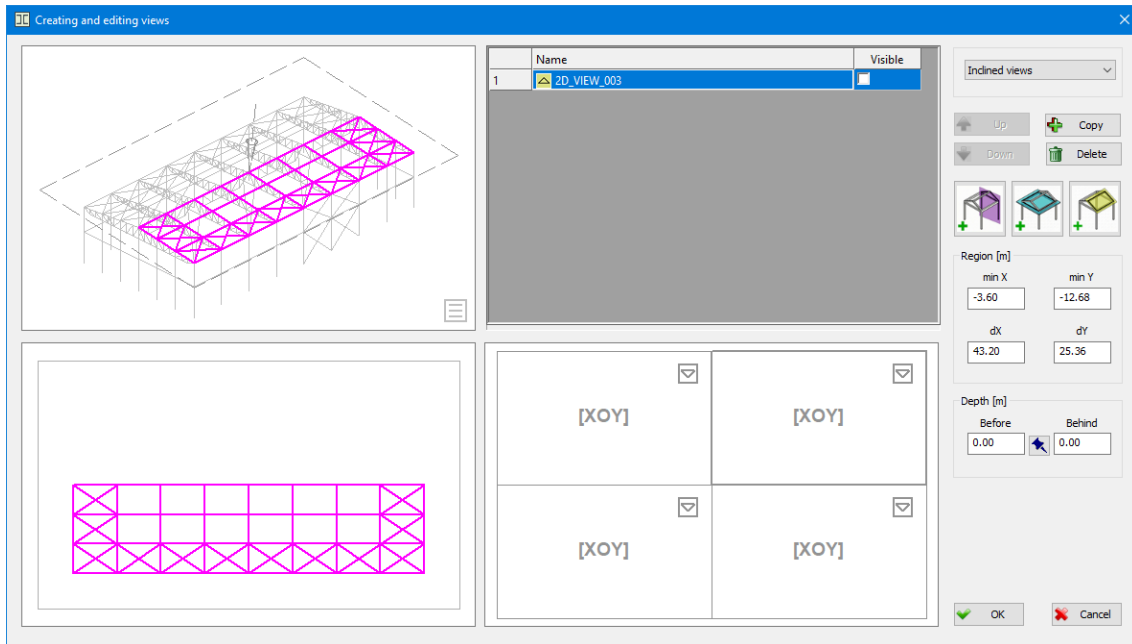 Creating and editing views
Name Visible
1 2D_VIEW_003
Inclined views
Up Copy
Down Delete
Region [m]
min X min Y
-3.60 -12.68
dX dY
43.20 25.36
Depth [m]
Before Behind
0.00 0.00
[XOY] [XOY]
[XOY] [XOY]
OK Cancel